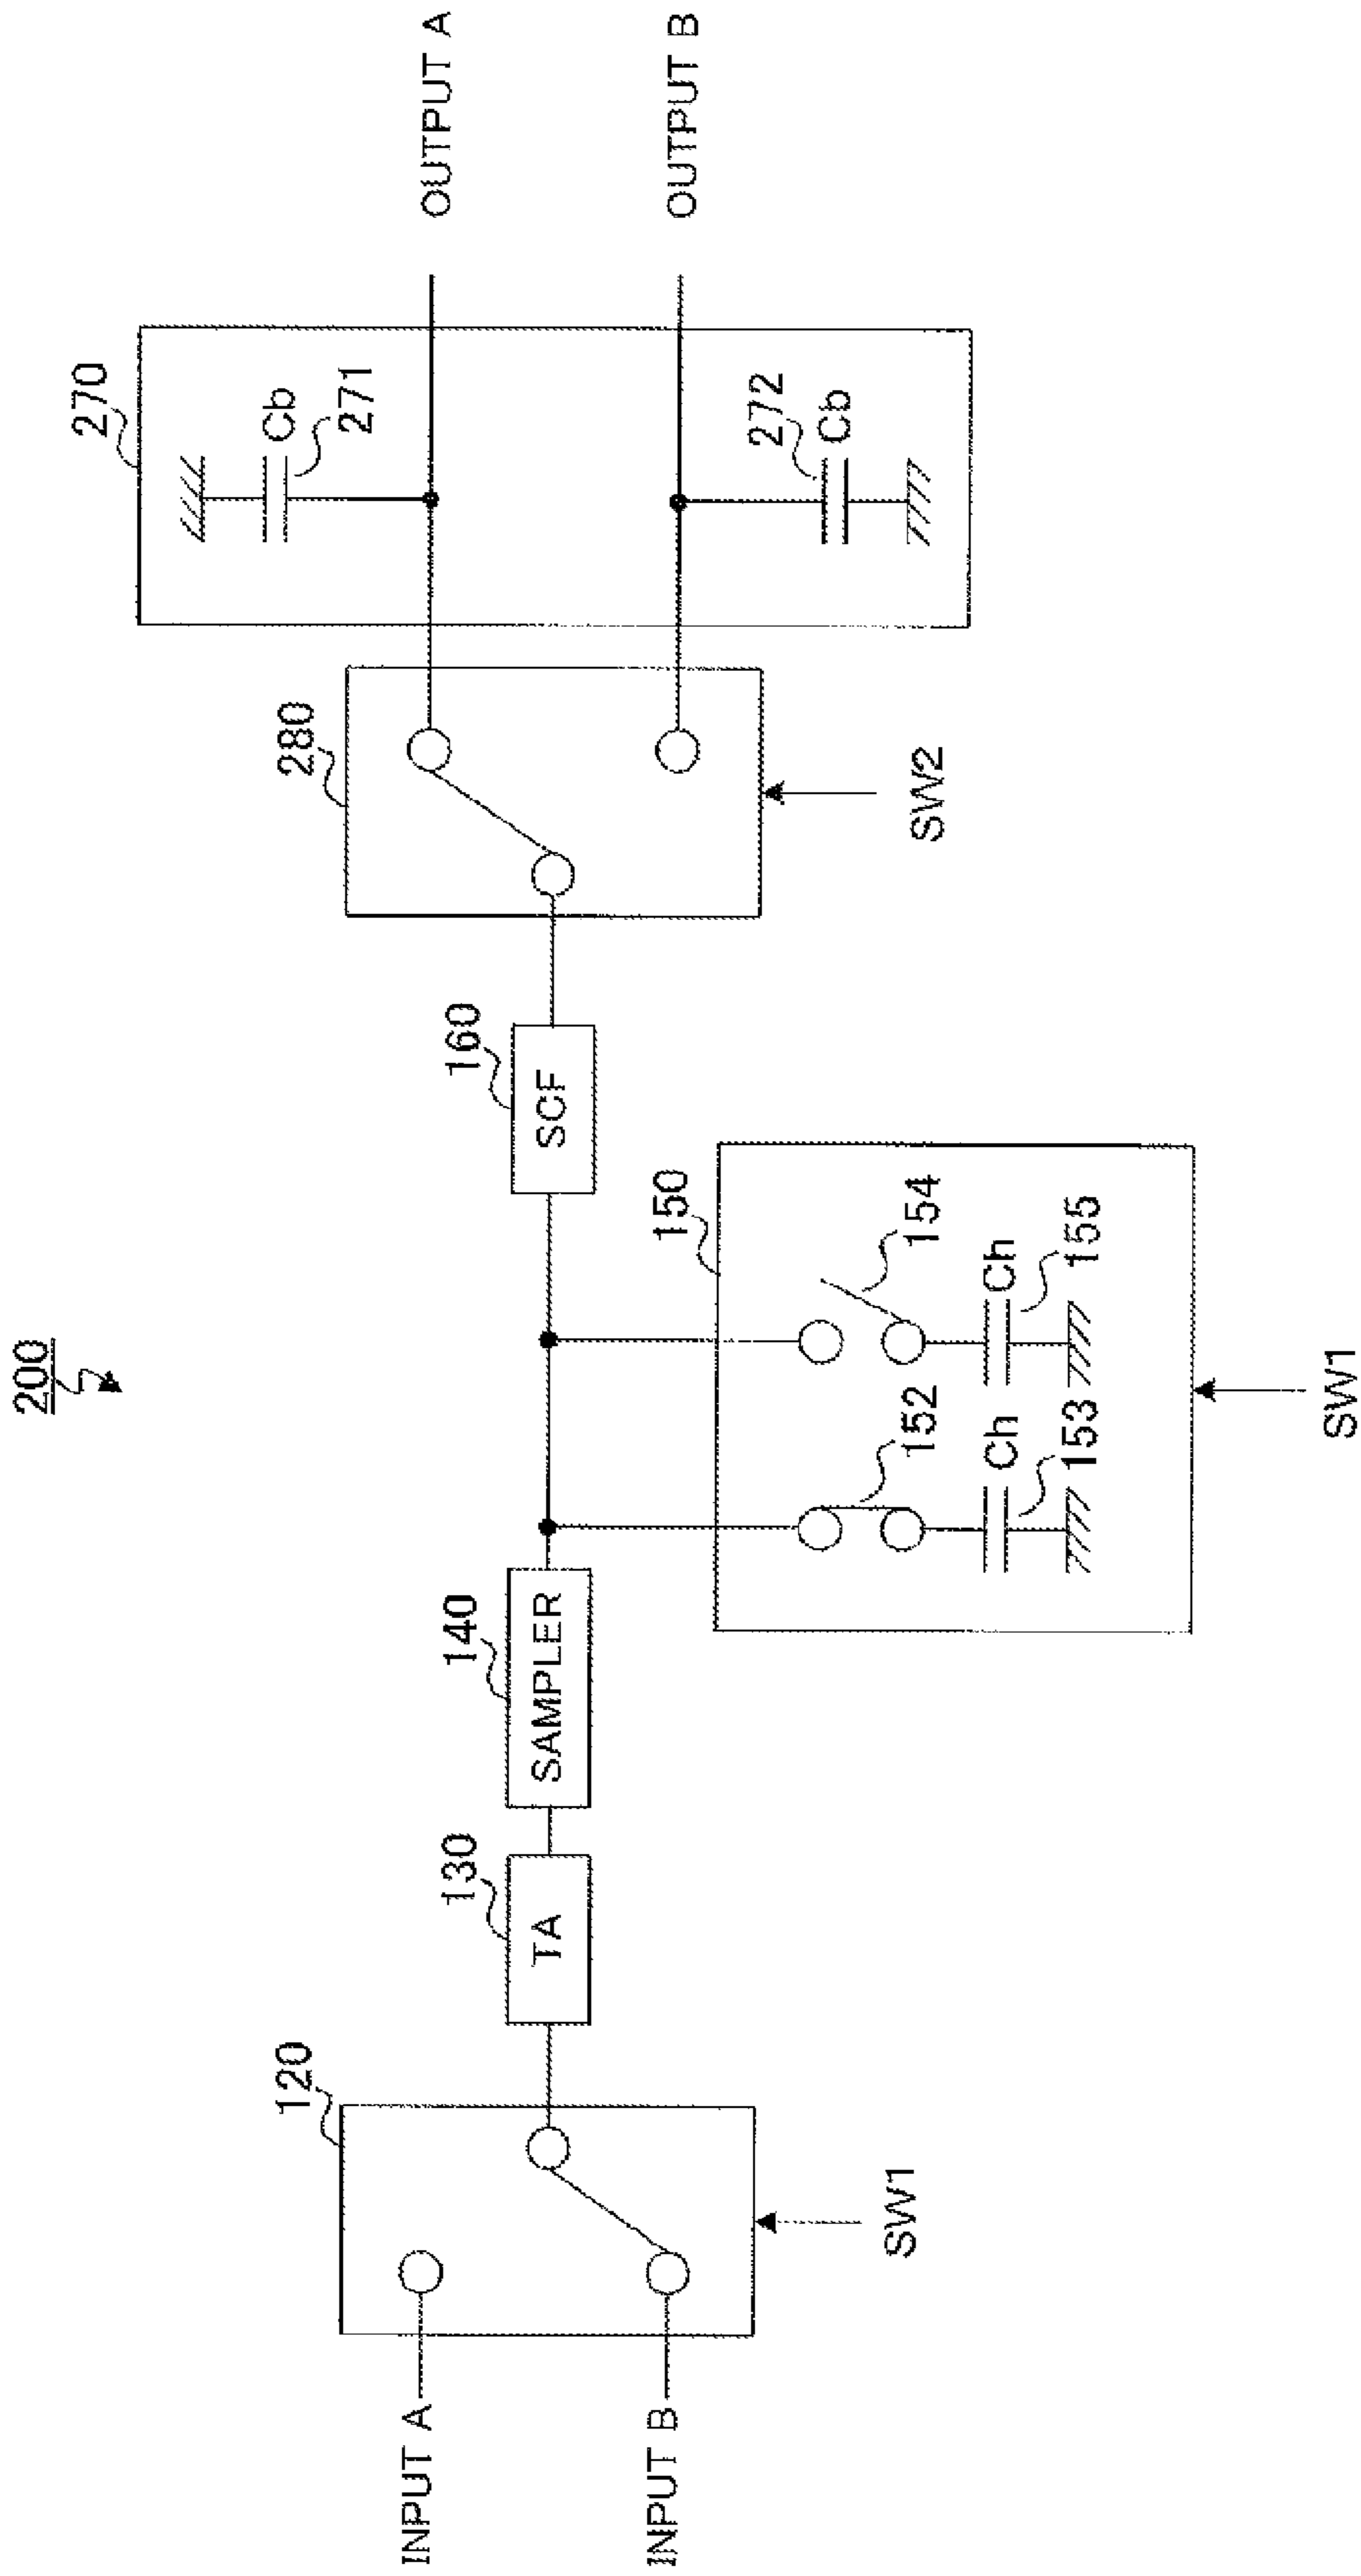 200
INPUT A
INPUT B
120
SW1
130
TA
140
SAMPLER
150
152
Ch
153
154
Ch
155
SW1
160
SCF
280
SW2
270
Cb
271
272
Cb
OUTPUT A
OUTPUT B